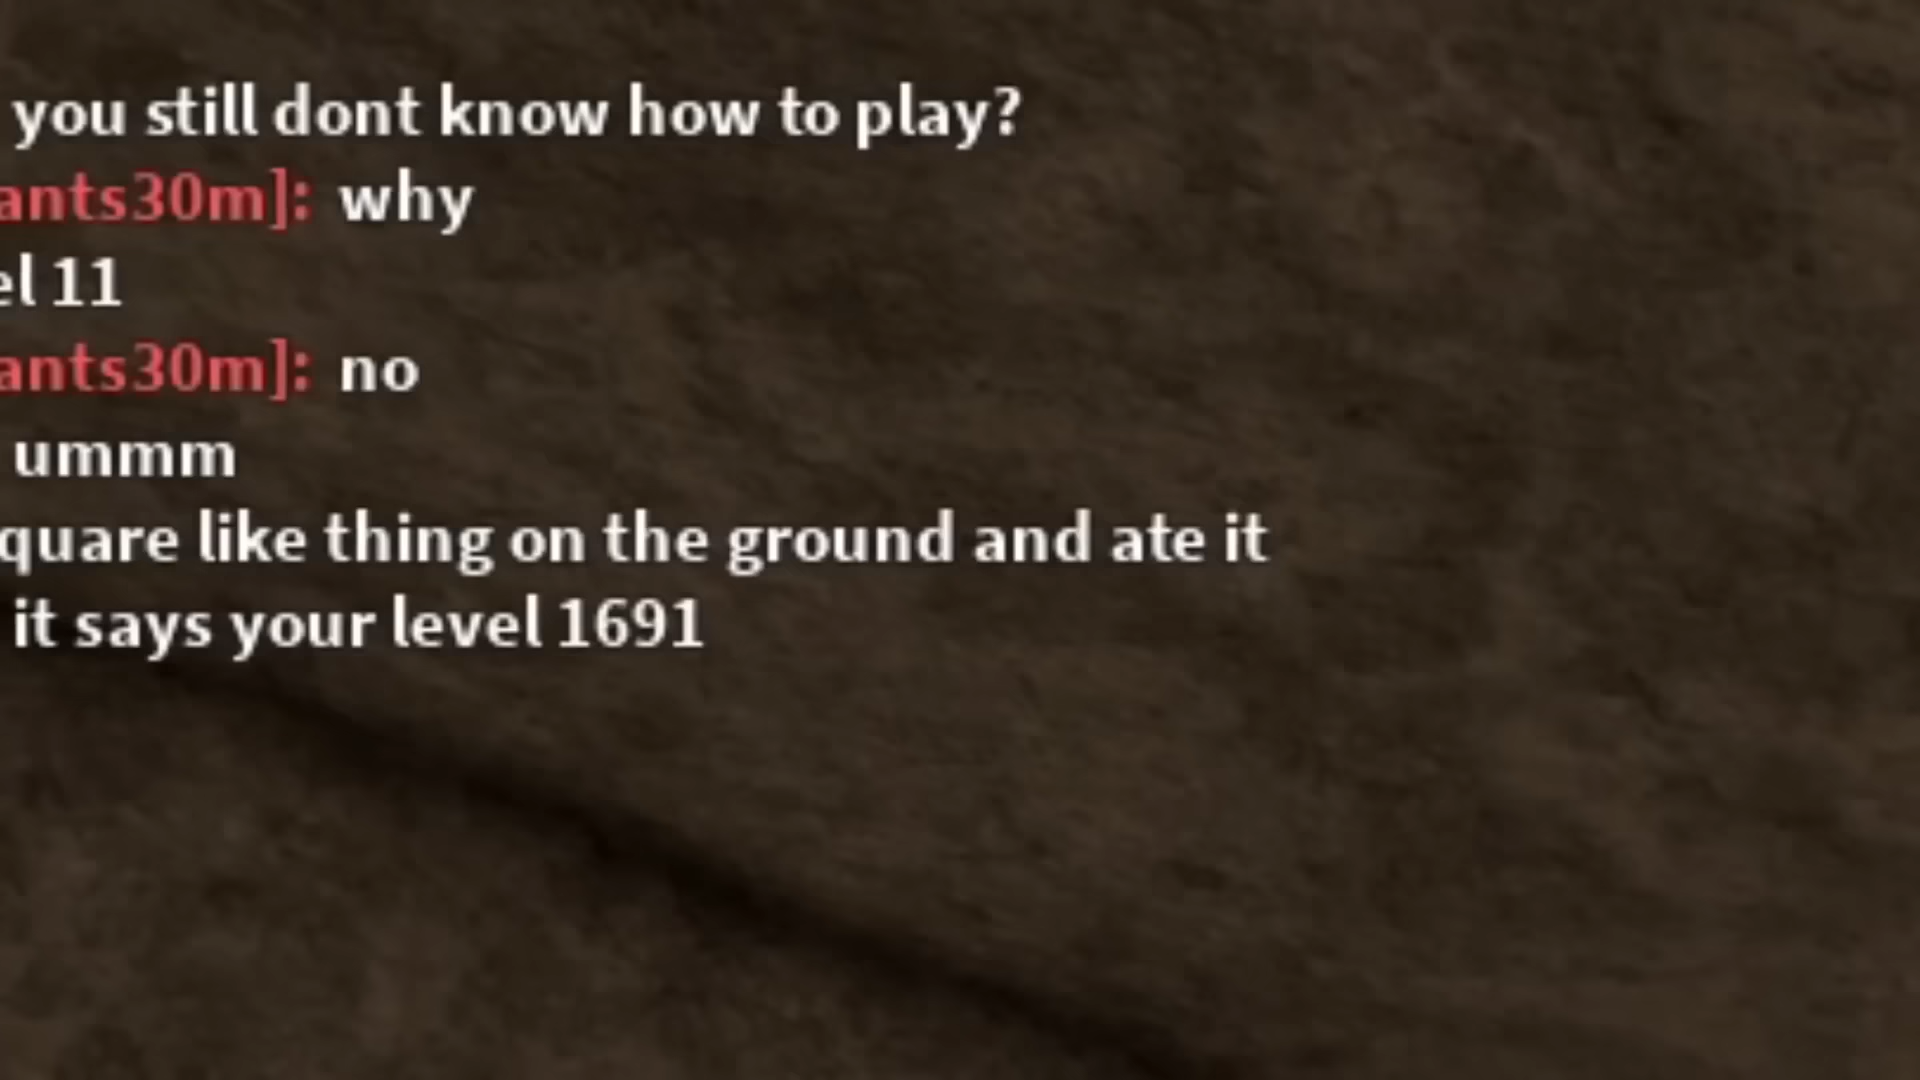 you still dont know how to play?
ants30m]: why
el 11
ants30m]: no
ummm
quare like thing on the ground and ate it
it says your level 1691